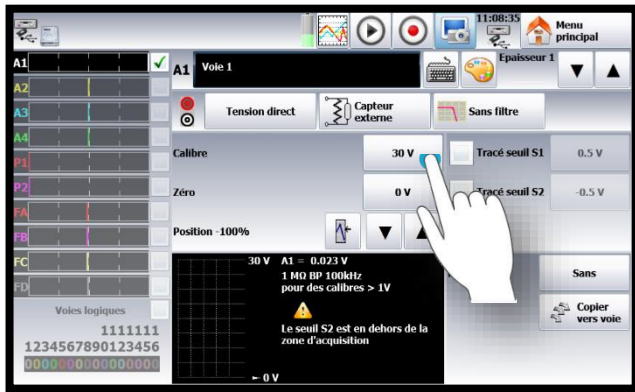 11:08:35
Menu
principal
A1
A1 Voie 1
Epaisseur 1
A2
A3
Tension direct
Capteur
externe
Sans filtre
A4
P1
Calibre
30 V
Tracé seuil S1
0.5 V
P2
Zéro
0 V
Tracé seuil S2
-0.5 V
FA
FB
Position -100%
FC
30 V A1 = 0.023 V
1 MΩ BP 100kHz
pour des calibres > 1V
Sans
FD
Voies logiques
Le seuil S2 est en dehors de la
zone d'acquisition
Copier
vers voie
1111111
1234567890123456
0000000000000000
0 V